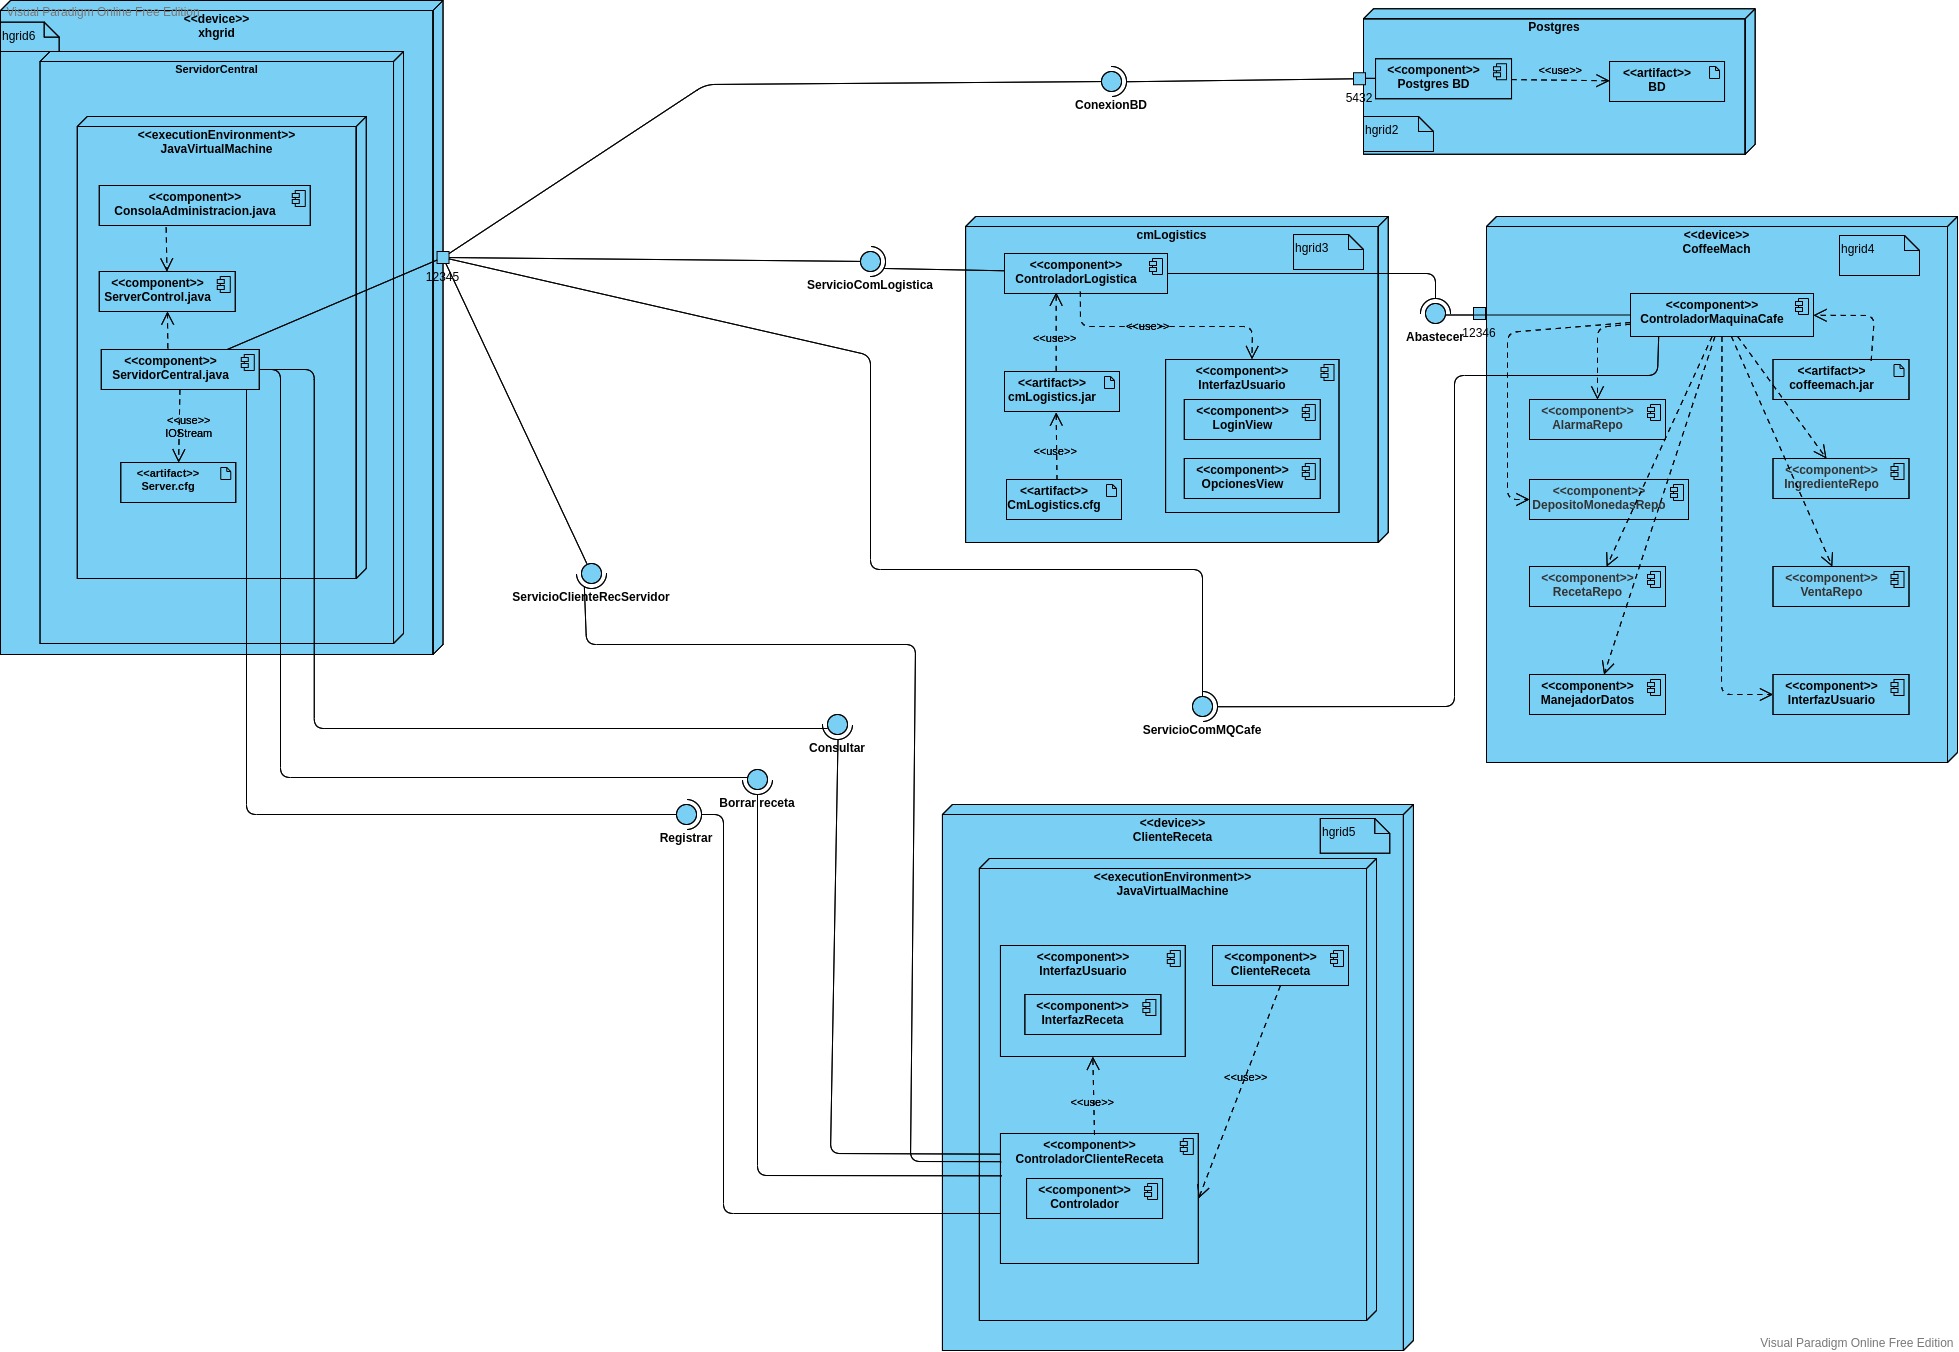 Visual Paradigm Online Free Edition
<<device>>
xhgrid
hgrid6
ServidorCentral
<<executionEnvironment>>
JavaVirtualMachine
<<component>>
ConsolaAdministracion.java
<<component>>
ServerControl.java
<<component>>
ServidorCentral.java
<<use>>
IOStream
<<artifact>>
Server.cfg
12345
ConexionBD
Postgres
5432
<<component>>
Postgres BD
<<use>>
<<artifact>>
BD
hgrid2
ServicioComLogistica
cmLogistics
hgrid3
<<component>>
ControladorLogistica
<<use>>
<<use>>
<<artifact>>
cmLogistics.jar
<<use>>
<<artifact>>
CmLogistics.cfg
<<component>>
InterfazUsuario
<<component>>
LoginView
<<component>>
OpcionesView
Abastecer
12346
<<device>>
CoffeeMach
hgrid4
<<component>>
ControladorMaquinaCafe
<<artifact>>
coffeemach.jar
<<component>>
AlarmaRepo
<<component>>
IngredienteRepo
<<component>>
DepositoMonedasRepo
<<component>>
RecetaRepo
<<component>>
VentaRepo
<<component>>
ManejadorDatos
<<component>>
InterfazUsuario
ServicioClienteRecServidor
ServicioComMQCafe
Consultar
Borrar receta
Registrar
<<device>>
ClienteReceta
hgrid5
<<executionEnvironment>>
JavaVirtualMachine
<<component>>
InterfazUsuario
<<component>>
InterfazReceta
<<component>>
ClienteReceta
<<use>>
<<use>>
<<component>>
ControladorClienteReceta
<<component>>
Controlador
Visual Paradigm Online Free Edition